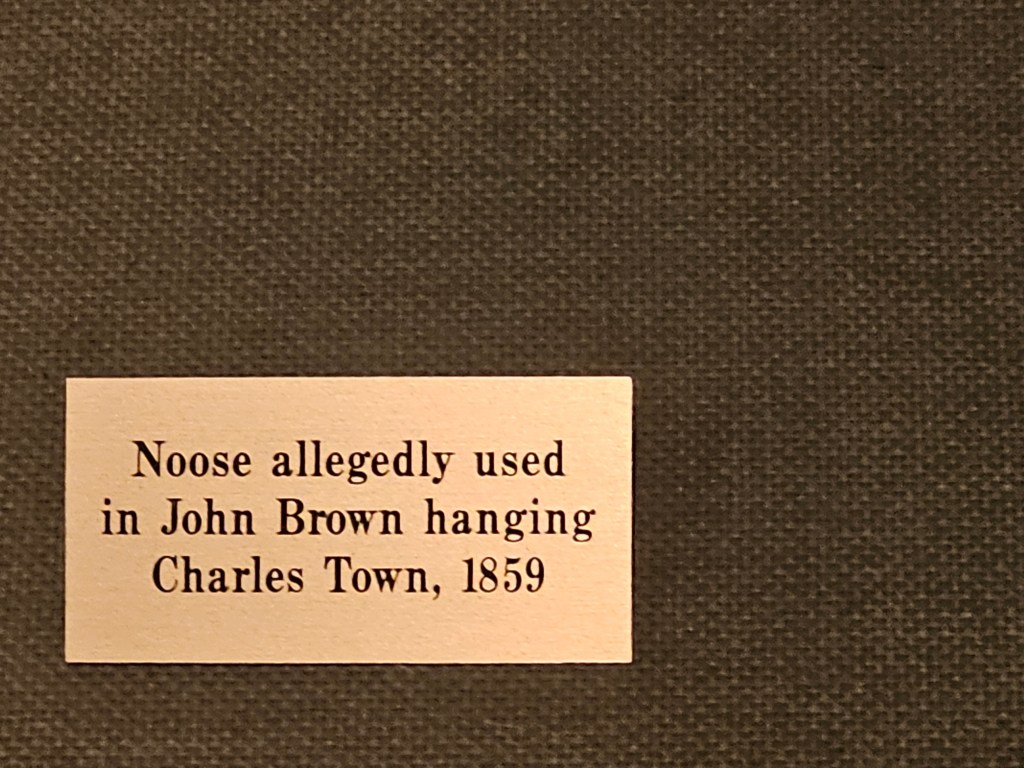 Noose allegedly used
in John Brown hanging
Charles Town, 1859